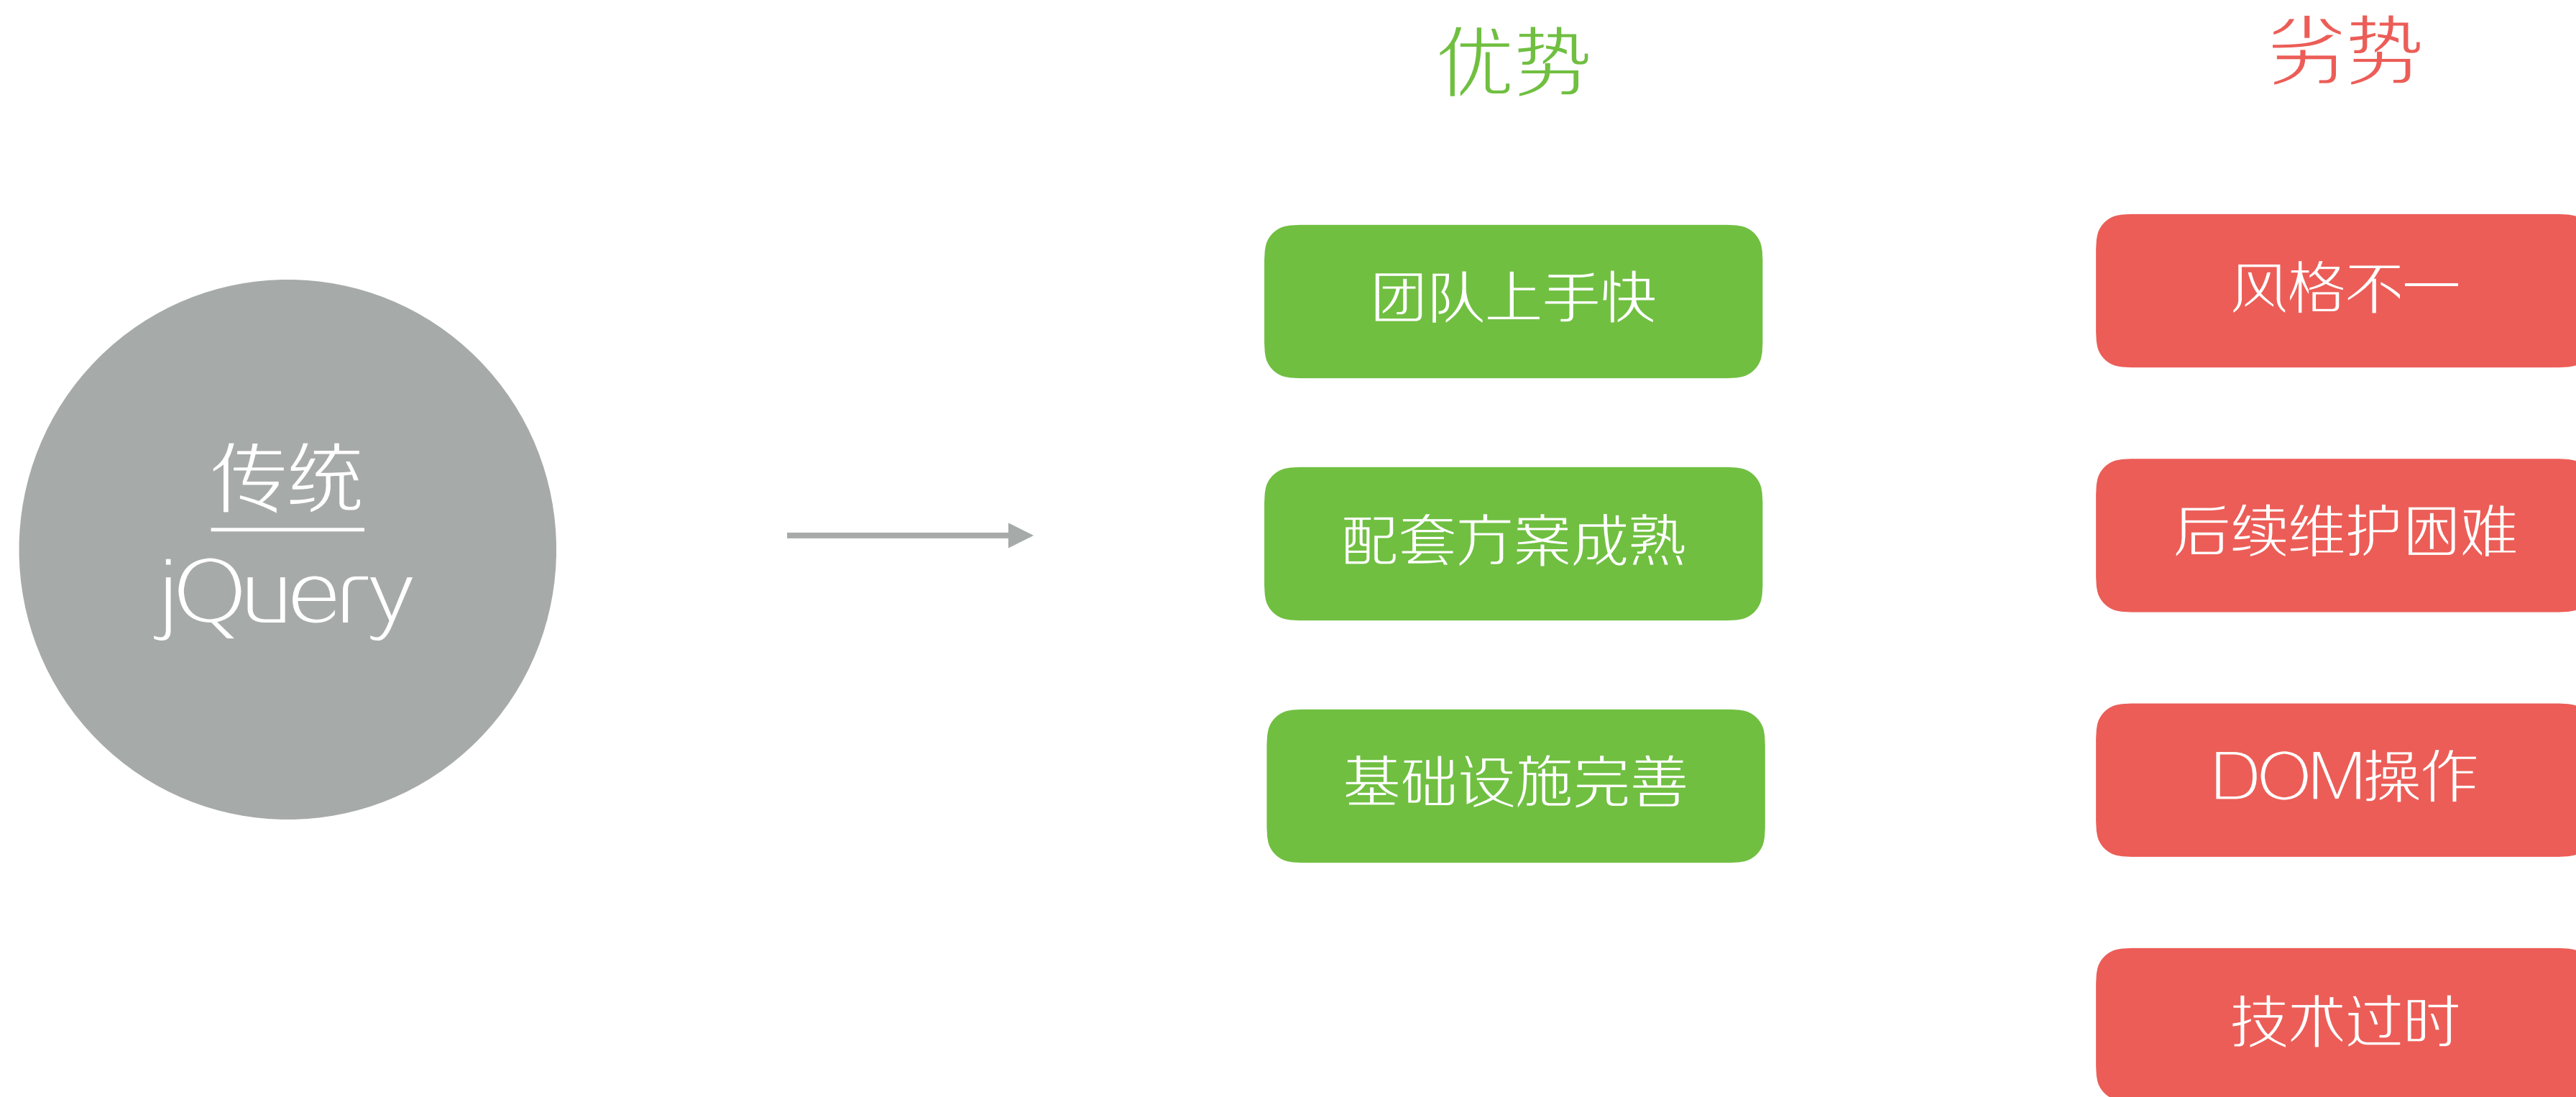 传统
jQuery
优势
团队上手快
配套方案成熟
基础设施完善
劣势
风格不一
后续维护困难
DOM操作
技术过时